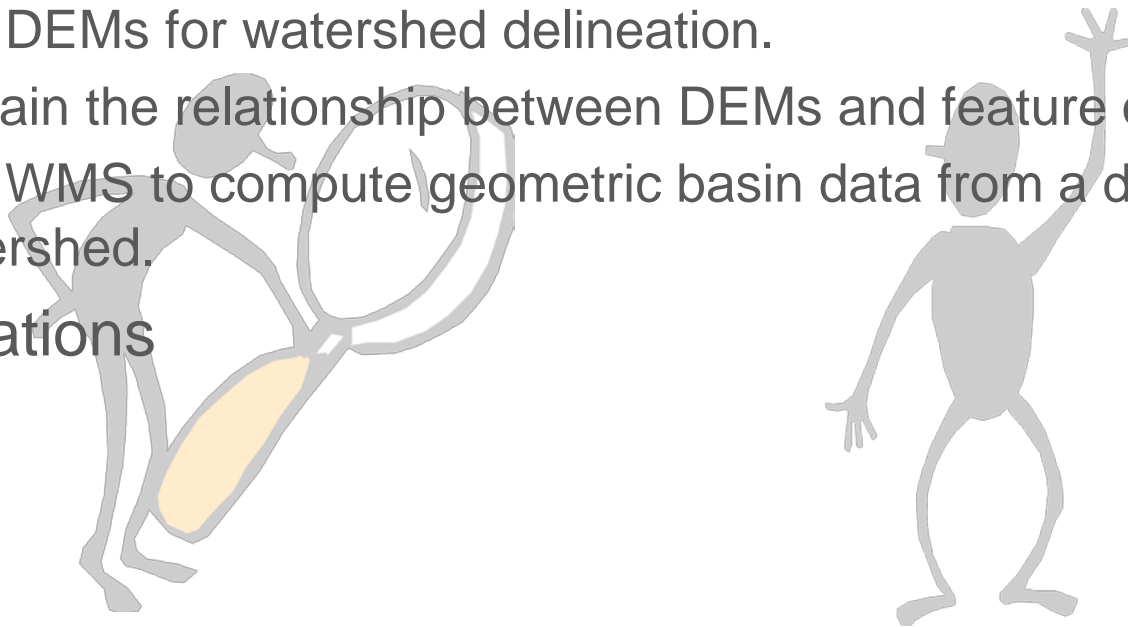 DEMs for watershed delineation.
ain the relationship between DEMs and feature
WMS to compute geometric basin data from a d
ershed.
ations